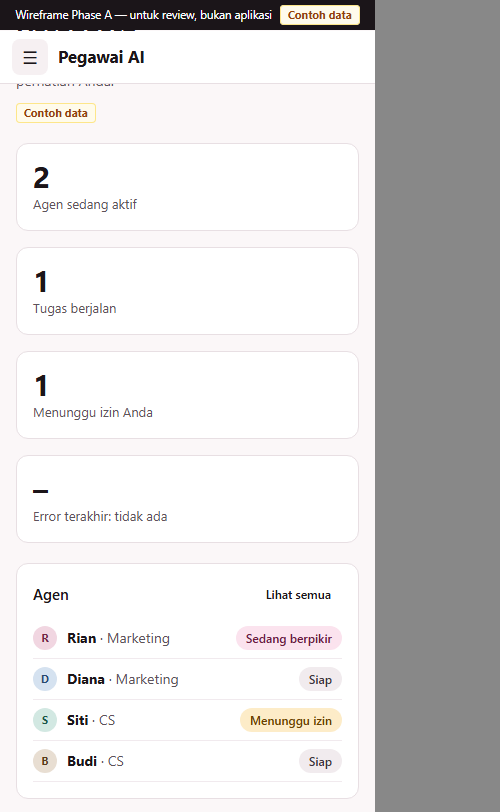 Wireframe Phase A — untuk review, bukan aplikasi Contoh data
☰ Pegawai AI
perhatian Anda.
Contoh data
2
Agen sedang aktif
1
Tugas berjalan
1
Menunggu izin Anda
–
Error terakhir: tidak ada
Agen Lihat semua
R Rian · Marketing Sedang berpikir
D Diana · Marketing Siap
S Siti · CS Menunggu izin
B Budi · CS Siap